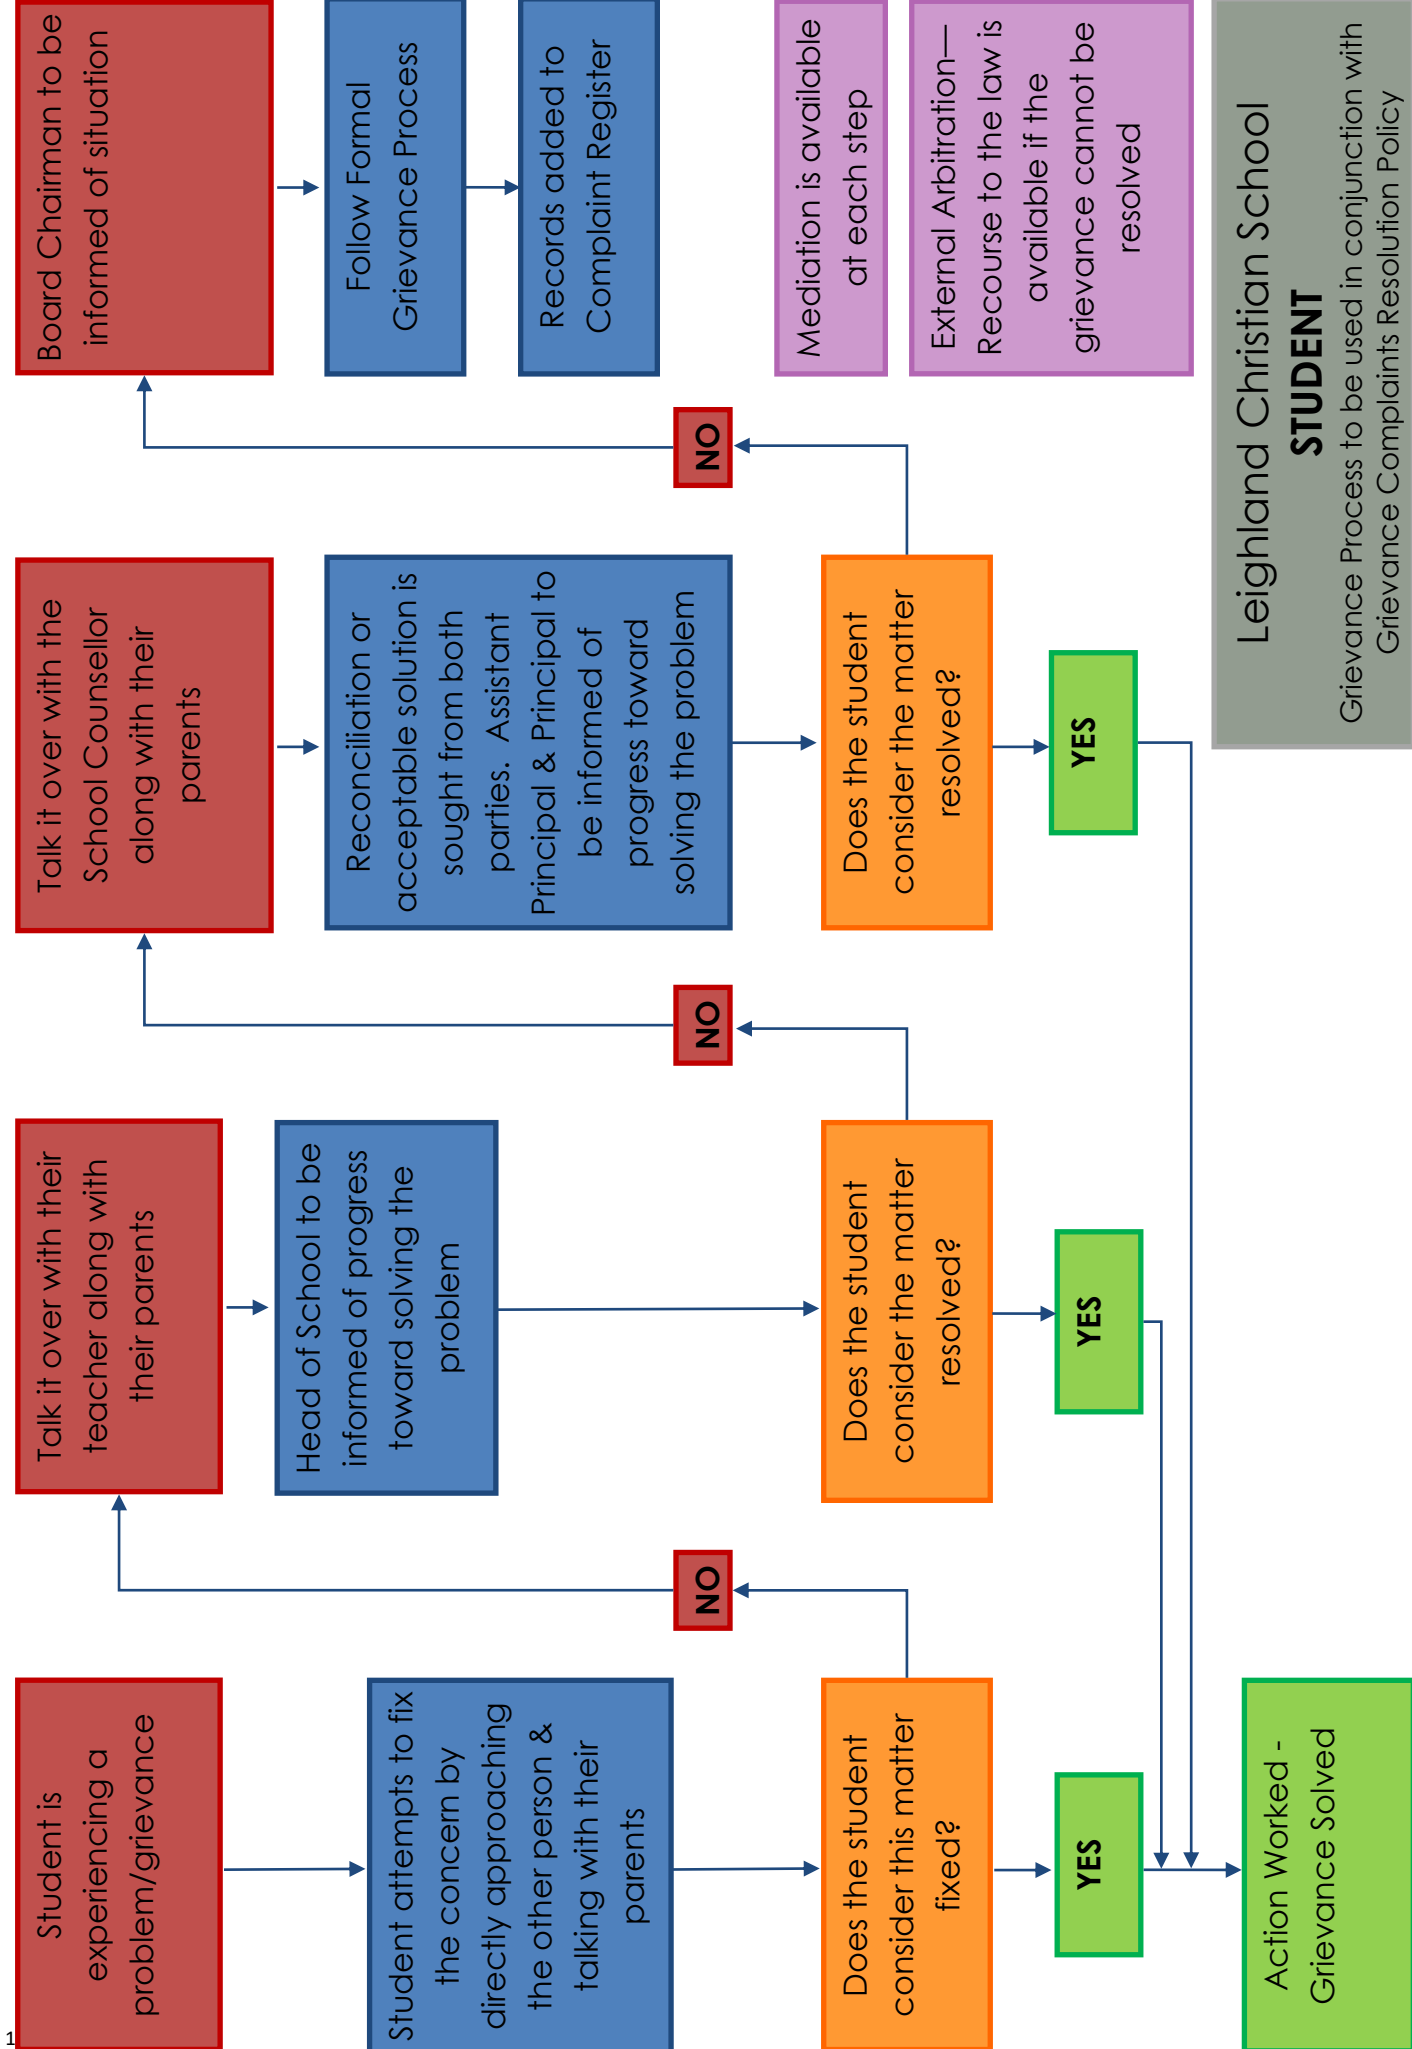 1
Student is
experiencing a
problem/grievance
Student attempts to fix
the concern by
directly approaching
the other person &
talking with their
parents
Does the student
consider this matter
fixed?
YES
Action Worked -
Grievance Solved
NO
Talk it over with their
teacher along with
their parents
Head of School to be
informed of progress
toward solving the
problem
Does the student
consider the matter
resolved?
YES
NO
Talk it over with the
School Counsellor
along with their
parents
Reconciliation or
acceptable solution is
sought from both
parties. Assistant
Principal & Principal to
be informed of
progress toward
solving the problem
Does the student
consider the matter
resolved?
YES
NO
Board Chairman to be
informed of situation
Follow Formal
Grievance Process
Records added to
Complaint Register
Mediation is available
at each step
External Arbitration—
Recourse to the law is
available if the
grievance cannot be
resolved
Leighland Christian School
STUDENT
Grievance Process to be used in conjunction with
Grievance Complaints Resolution Policy